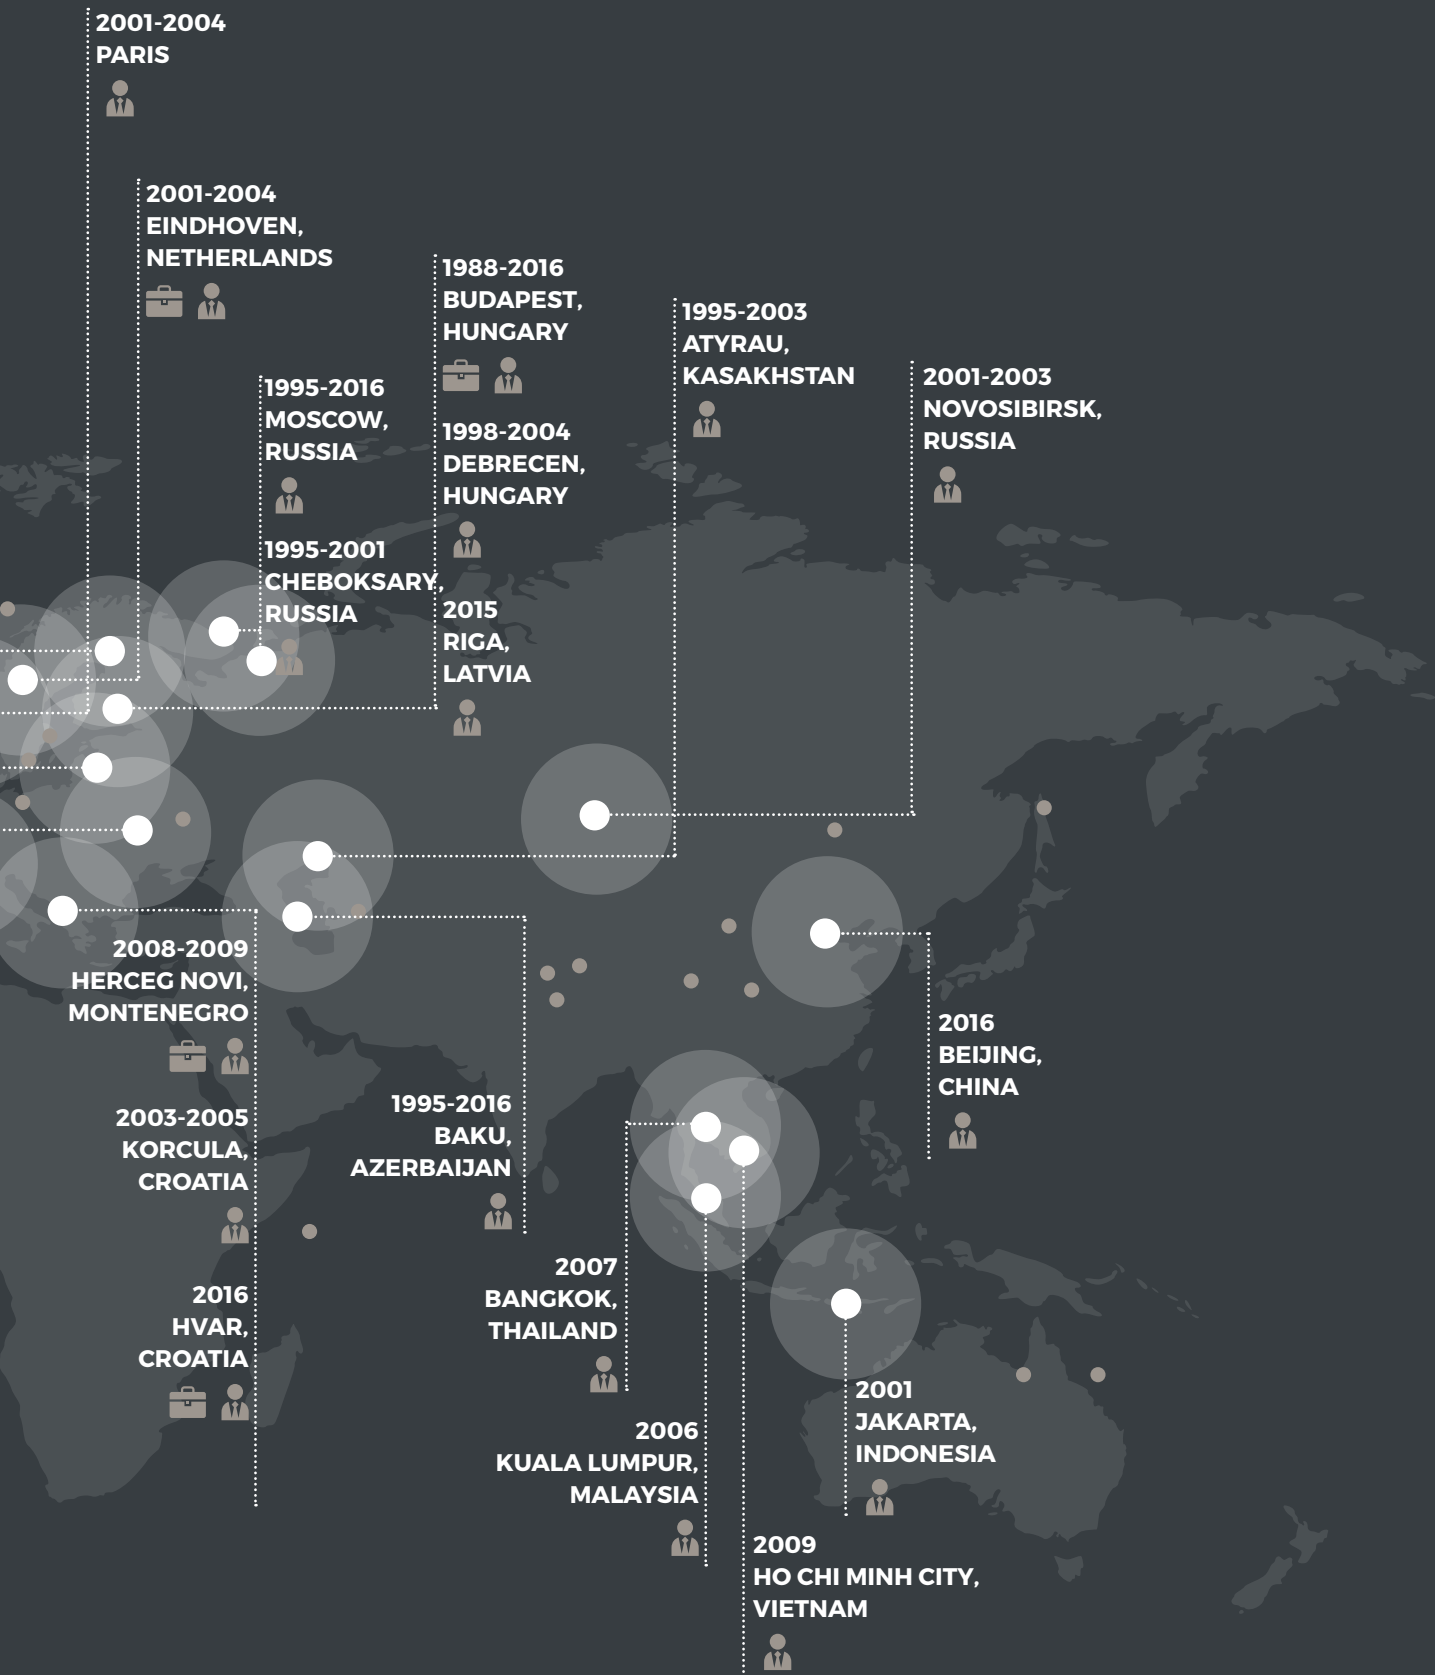 2001-2004
PARIS
2001-2004
EINDHOVEN,
NETHERLANDS
1988-2016
BUDAPEST,
HUNGARY
1998-2004
DEBRECEN,
HUNGARY
2015
RIGA,
LATVIA
1995-2003
ATYRAU,
KASAKHSTAN
2001-2003
NOVOSIBIRSK,
RUSSIA
1995-2016
MOSCOW,
RUSSIA
1995-2001
CHEBOKSARY,
RUSSIA
2008-2009
HERCEG NOVI,
MONTENEGRO
2003-2005
KORCULA,
CROATIA
2016
HVAR,
CROATIA
1995-2016
BAKU,
AZERBAIJAN
2016
BEIJING,
CHINA
2007
BANGKOK,
THAILAND
2006
KUALA LUMPUR,
MALAYSIA
2001
JAKARTA,
INDONESIA
2009
HO CHI MINH CITY,
VIETNAM